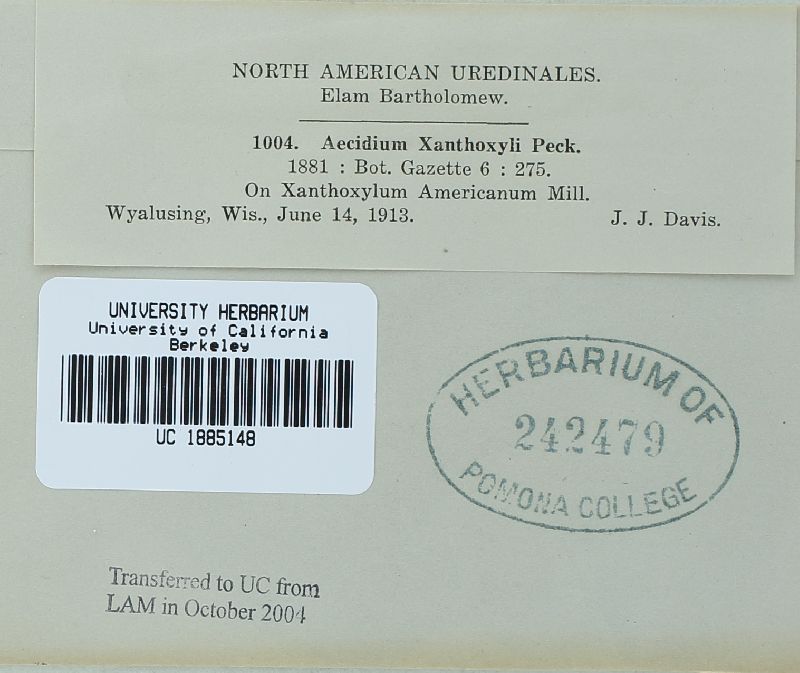 NORTH AMERICAN UREDINALES.
Elam Bartholomew.
1004. Aecidium Xanthoxyli Peck.
1881 : Bot. Gazette 6 : 275.
On Xanthoxylum Americanum Mill.
Wyalusing, Wis., June 14, 1913. J. J. Davis.
UNIVERSITY HERBARIUM
University of California
Berkeley
UC 1885148
HERBARIUM OF
242479
POMONA COLLEGE
Transferred to UC from
LAM in October 2004